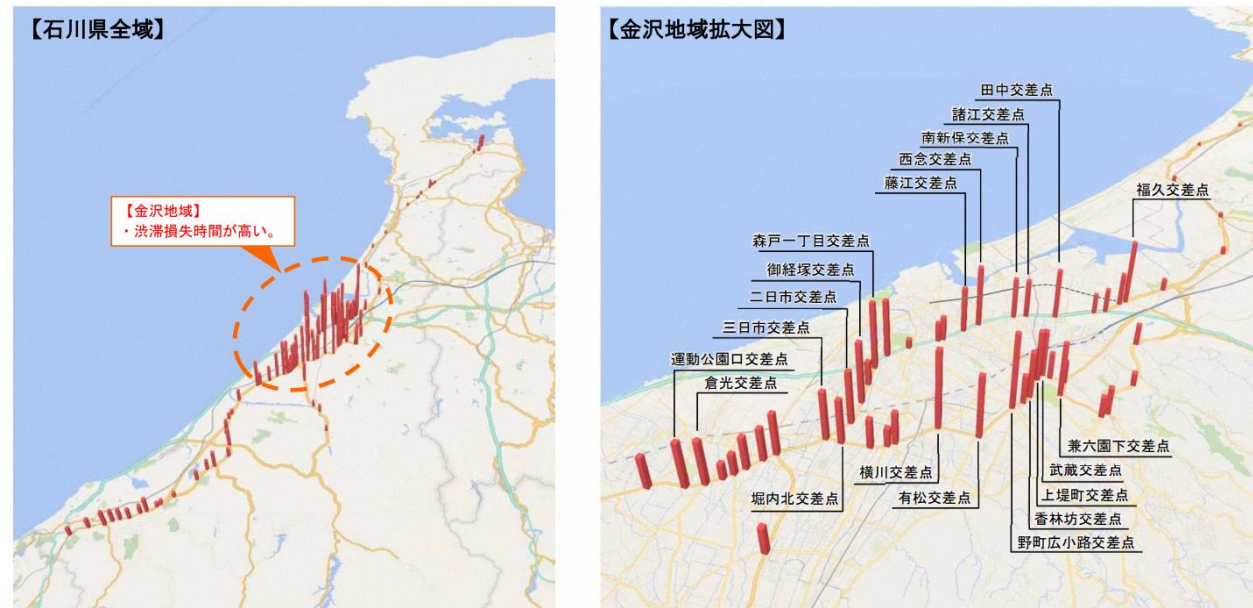 【石川県全域】
【金沢地域】
・渋滞損失時間が高い。
【金沢地域拡大図】
田中交差点
諸江交差点
南新保交差点
西念交差点
藤江交差点
福久交差点
森戸一丁目交差点
御経塚交差点
二日市交差点
三日市交差点
運動公園口交差点
倉光交差点
堀内北交差点
横川交差点
有松交差点
兼六園下交差点
武蔵交差点
上堤町交差点
香林坊交差点
野町広小路交差点